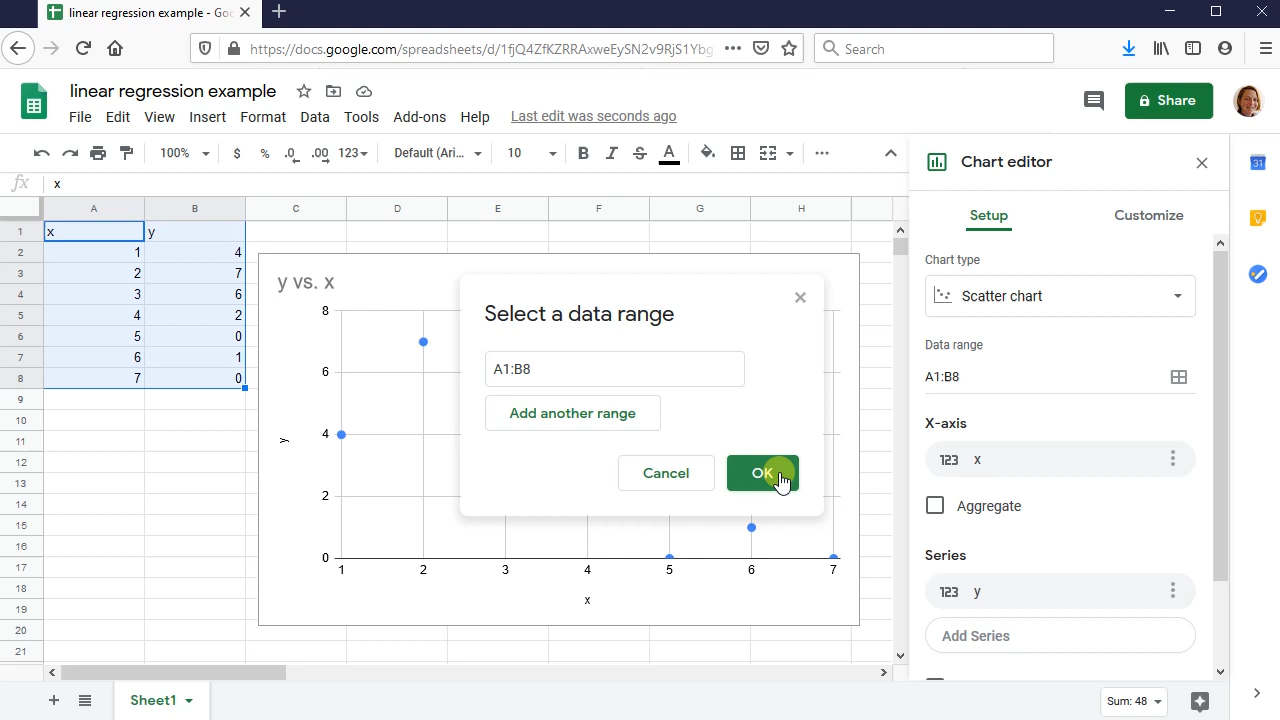 linear regression example - Goo
https://docs.google.com/spreadsheets/d/1fjQ4ZfKZRRAxweEySN2v9RjS1Ybg
Search
linear regression example
File Edit View Insert Format Data Tools Add-ons Help Last edit was seconds ago
Share
31
100% $ % .0 .00 123 Default (Ari... 10 B I S A
fx x
A B C D E F G H
1 x y
2 1 4
3 2 7
4 3 6
5 4 2
6 5 0
7 6 1
8 7 0
9
10
11
12
13
14
15
16
17
18
19
20
21
y vs. x
8
6
4
2
0
y
1 2 3 4 5 6 7
x
Select a data range
A1:B8
Add another range
Cancel OK
Chart editor
Setup Customize
Chart type
Scatter chart
Data range
A1:B8
X-axis
123 x
Aggregate
Series
123 y
Add Series
Sheet1
Sum: 48